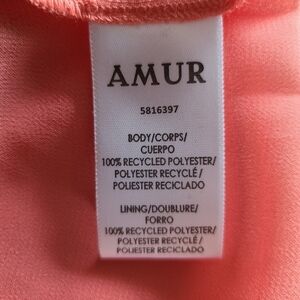 AMUR
5816397
BODY/CORPS/
CUERPO
100% RECYCLED POLYESTER/
POLYESTER RECYCLÉ/
POLIESTER RECICLADO
LINING/DOUBLURE/
FORRO
100% RECYCLED POLYESTER/
POLYESTER RECYCLÉ/
POLIESTER RECICLADO